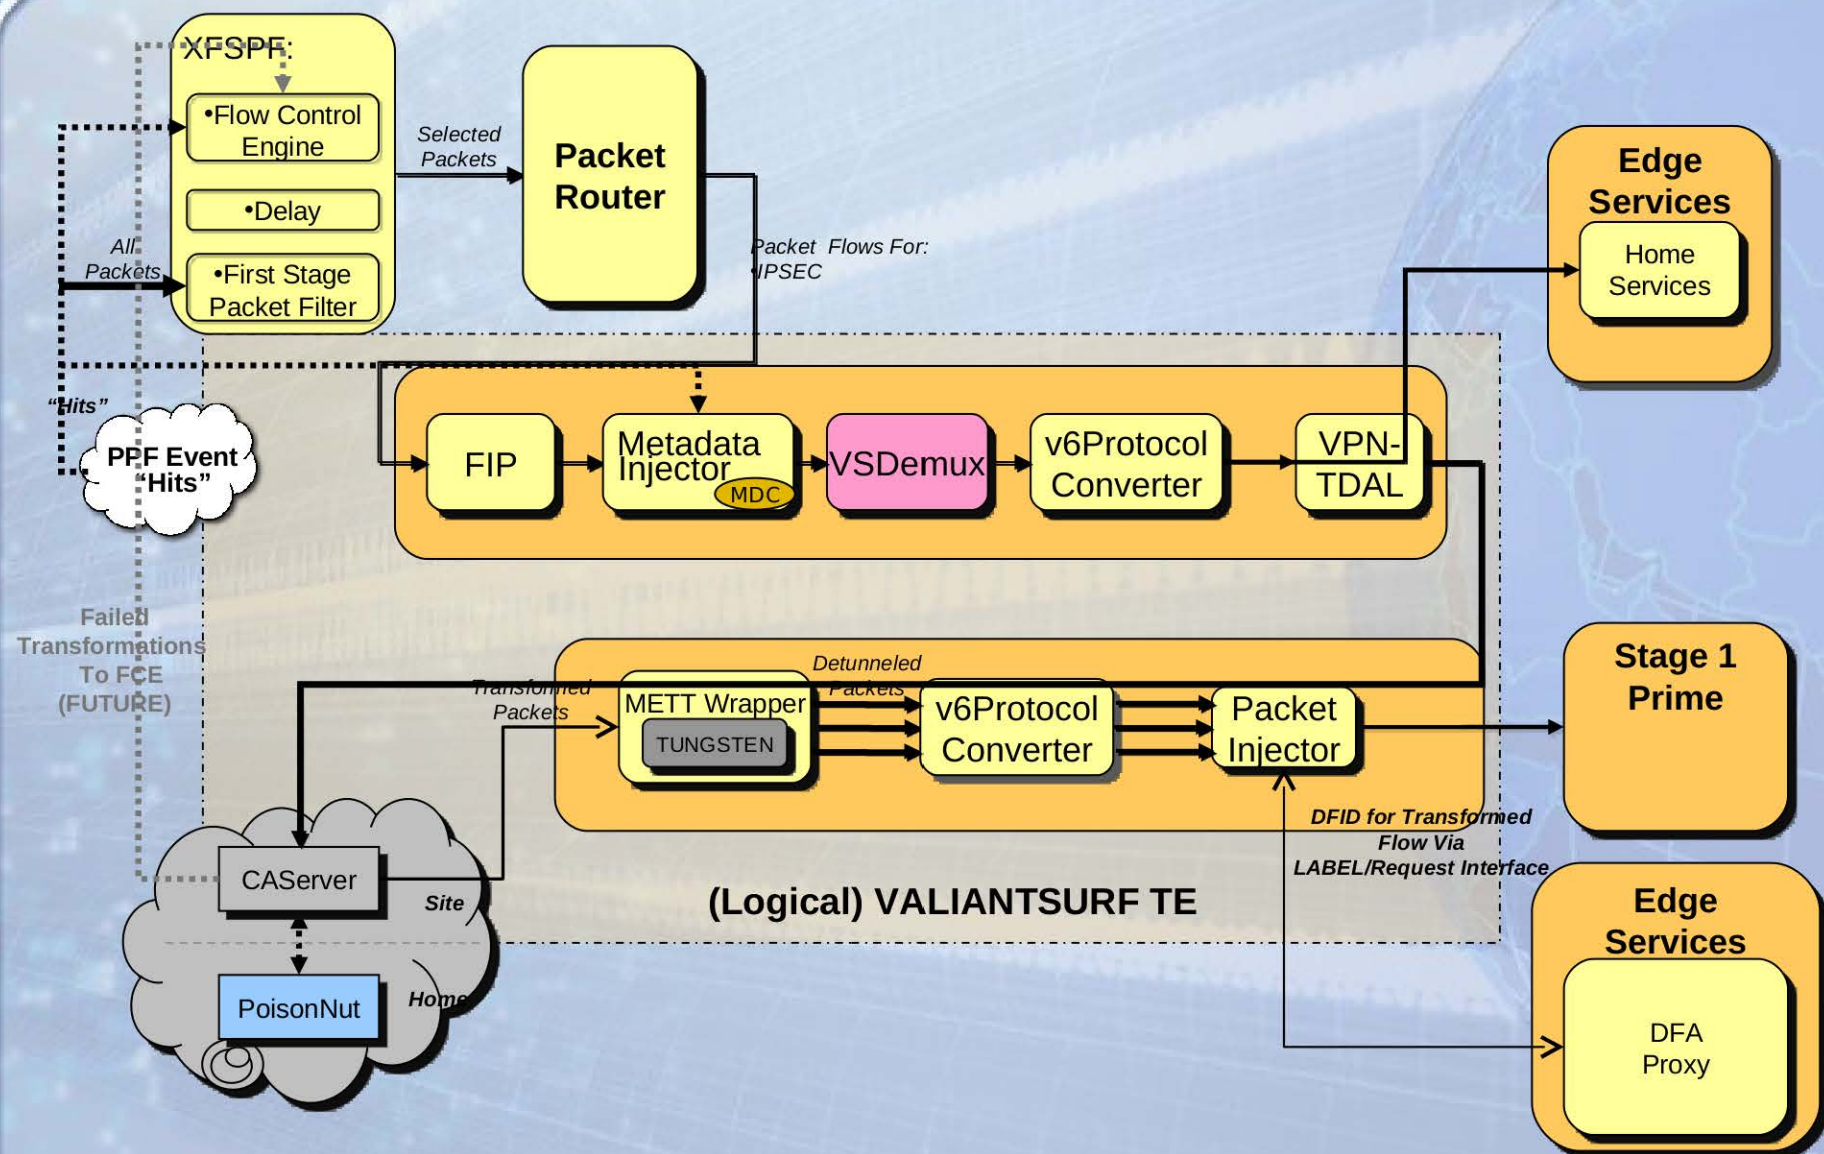 XFSPF:
•Flow Control
Engine
•Delay
•First Stage
Packet Filter
All
Packets
Selected
Packets
Packet
Router
Packet Flows For:
•IPSEC
Edge
Services
Home
Services
“Hits”
PPF Event
“Hits”
FIP
Metadata
Injector
MDC
VSDemux
v6Protocol
Converter
VPN-
TDAL
Failed
Transformations
To FCE
(FUTURE)
Transformed
Packets
METT Wrapper
TUNGSTEN
Detunneled
Packets
v6Protocol
Converter
Packet
Injector
Stage 1
Prime
DFID for Transformed
Flow Via
LABEL/Request Interface
CAServer
Site
(Logical) VALIANTSURF TE
PoisonNut
Home
Edge
Services
DFA
Proxy